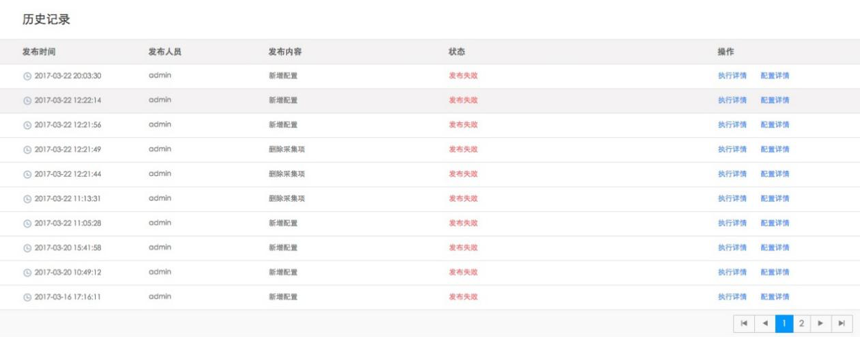 历史记录
发布时间 发布人员 发布内容 状态 操作
2017-03-22 20:03:30 admin 新增配置 发布失败 执行详情 配置详情
2017-03-22 12:22:14 admin 新增配置 发布失败 执行详情 配置详情
2017-03-22 12:21:56 admin 新增配置 发布失败 执行详情 配置详情
2017-03-22 12:21:49 admin 删除采集项 发布失败 执行详情 配置详情
2017-03-22 12:21:44 admin 删除采集项 发布失败 执行详情 配置详情
2017-03-22 11:13:31 admin 删除采集项 发布失败 执行详情 配置详情
2017-03-22 11:05:28 admin 新增配置 发布失败 执行详情 配置详情
2017-03-20 15:41:58 admin 新增配置 发布失败 执行详情 配置详情
2017-03-20 10:49:12 admin 新增配置 发布失败 执行详情 配置详情
2017-03-16 17:16:11 admin 新增配置 发布失败 执行详情 配置详情
1 2